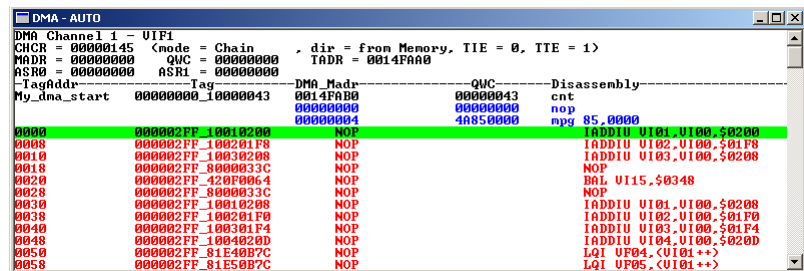 DMA - AUTO
DMA Channel 1 - VIF1
CHCR = 00000145 (mode = Chain , dir = from Memory, TIE = 0, TTE = 1)
MADR = 00000000 QWC = 00000000 TADR = 0014FAA0
ASR0 = 00000000 ASR1 = 00000000
-TagAddr-----------------Tag------------DMA_Madr-----------------QWC------Disassembly----------------------
My_dma_start 00000000_10000043 0014FAB0 00000043 cnt
00000000 00000000 nop
00000004 4A850000 mpg 85,0000
0000 000002FF_10010200 NOP IADDIU VI01,VI00,$0200
0008 000002FF_100201F8 NOP IADDIU VI02,VI00,$01F8
0010 000002FF_10030208 NOP IADDIU VI03,VI00,$0208
0018 000002FF_8000033C NOP NOP
0020 000002FF_420F0064 NOP BAL VI15,$0348
0028 000002FF_8000033C NOP NOP
0030 000002FF_10010208 NOP IADDIU VI01,VI00,$0208
0038 000002FF_100201F0 NOP IADDIU VI02,VI00,$01F0
0040 000002FF_100301F4 NOP IADDIU VI03,VI00,$01F4
0048 000002FF_1004020D NOP IADDIU VI04,VI00,$020D
0050 000002FF_81E40B7C NOP LQI VF04,(VI01++)
0058 000002FF_81E50B7C NOP LQI VF05,(VI01++)